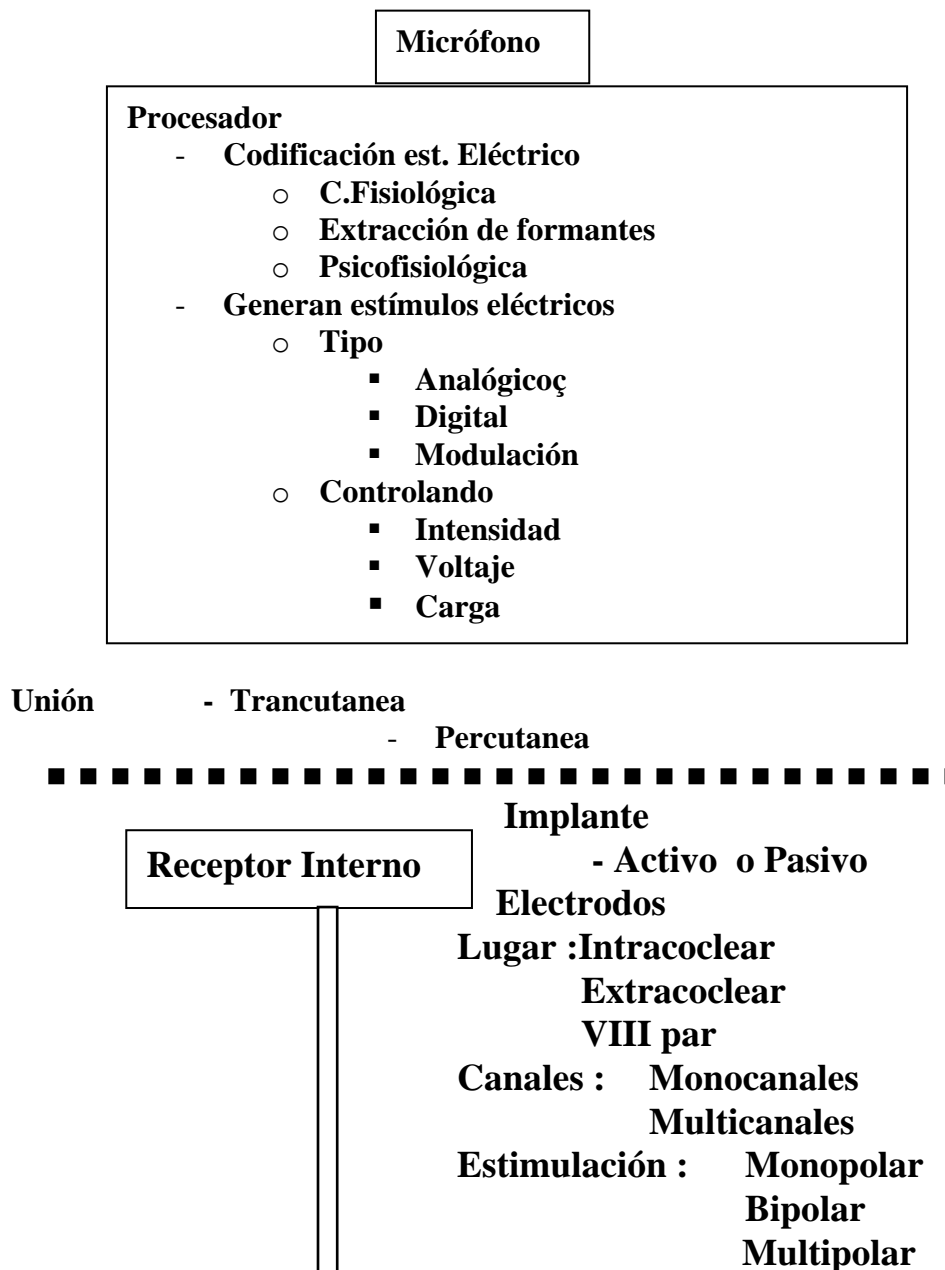 Micrófono
Procesador
- Codificación est. Eléctrico
o C.Fisiológica
o Extracción de formantes
o Psicofisiológica
- Generan estímulos eléctricos
o Tipo
▪ Analógicoç
▪ Digital
▪ Modulación
o Controlando
▪ Intensidad
▪ Voltaje
▪ Carga
Unión - Trancutanea
- Percutanea
Implante
- Activo o Pasivo
Receptor Interno
Electrodos
Lugar :Intracoclear
Extracoclear
VIII par
Canales : Monocanales
Multicanales
Estimulación : Monopolar
Bipolar
Multipolar